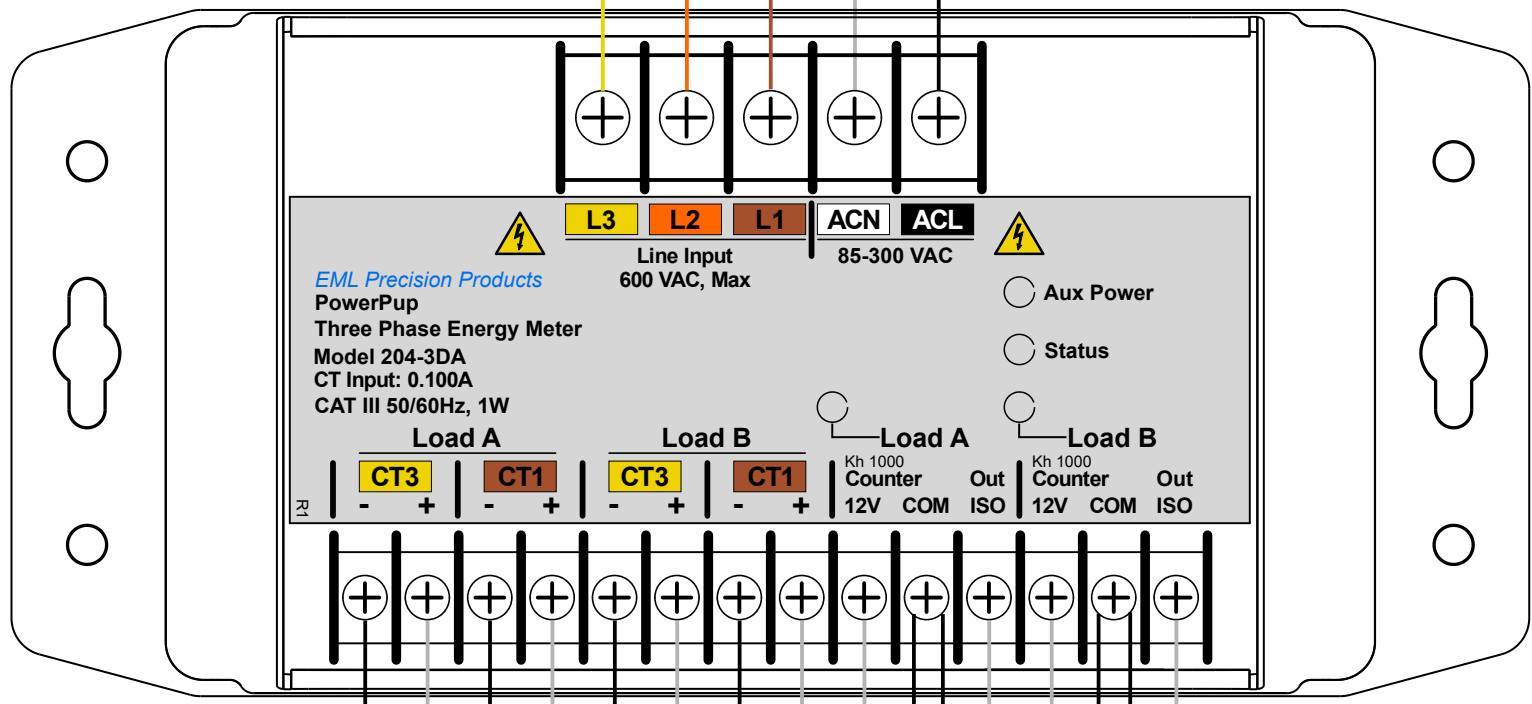 L3 L2 L1 ACN ACL
Line Input
600 VAC, Max
85-300 VAC
EML Precision Products
PowerPup
Three Phase Energy Meter
Model 204-3DA
CT Input: 0.100A
CAT III 50/60Hz, 1W
Aux Power
Status
Load A Load B Load A Load B
CT3 CT1 CT3 CT1
Kh 1000 Kh 1000
Counter Out Counter Out
- + - + - + - + 12V COM ISO 12V COM ISO
R1